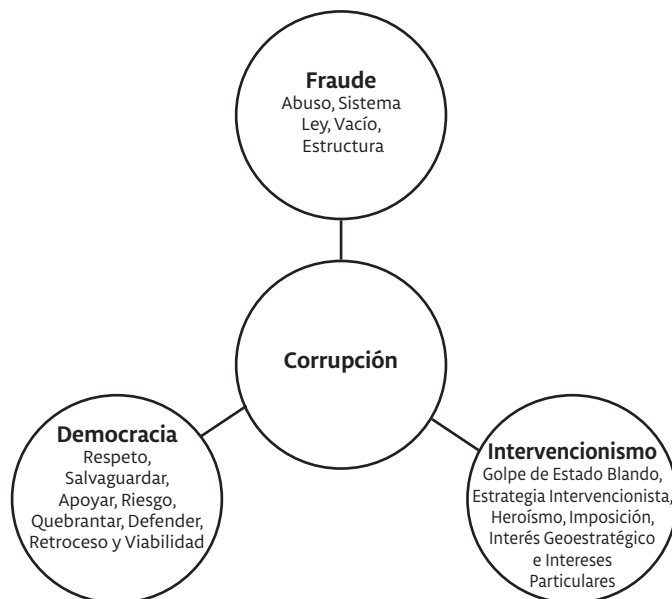 Fraude
Abuso, Sistema
Ley, Vacío,
Estructura
Corrupción
Democracia
Respeto,
Salvaguardar,
Apoyar, Riesgo,
Quebrantar, Defender,
Retroceso y Viabilidad
Intervencionismo
Golpe de Estado Blando,
Estrategia Intervencionista,
Heroísmo, Imposición,
Interés Geoestratégico
e Intereses
Particulares